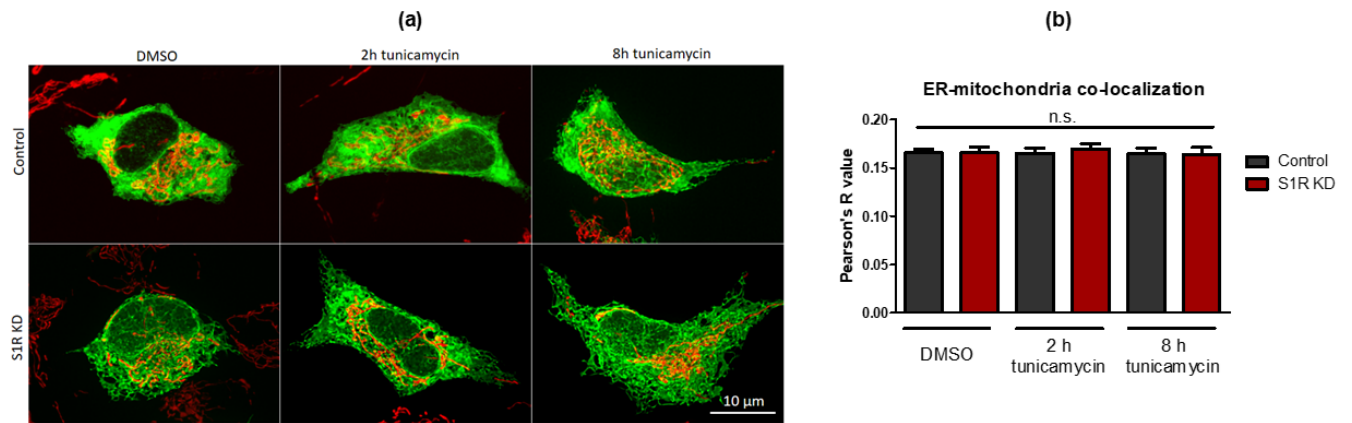 (a)
DMSO
2h tunicamycin
8h tunicamycin
Control
S1R KD
10 µm
(b)
ER-mitochondria co-localization
n.s.
0.20
0.15
0.10
0.05
0.00
Pearson's R value
DMSO
2 h
tunicamycin
8 h
tunicamycin
Control
S1R KD